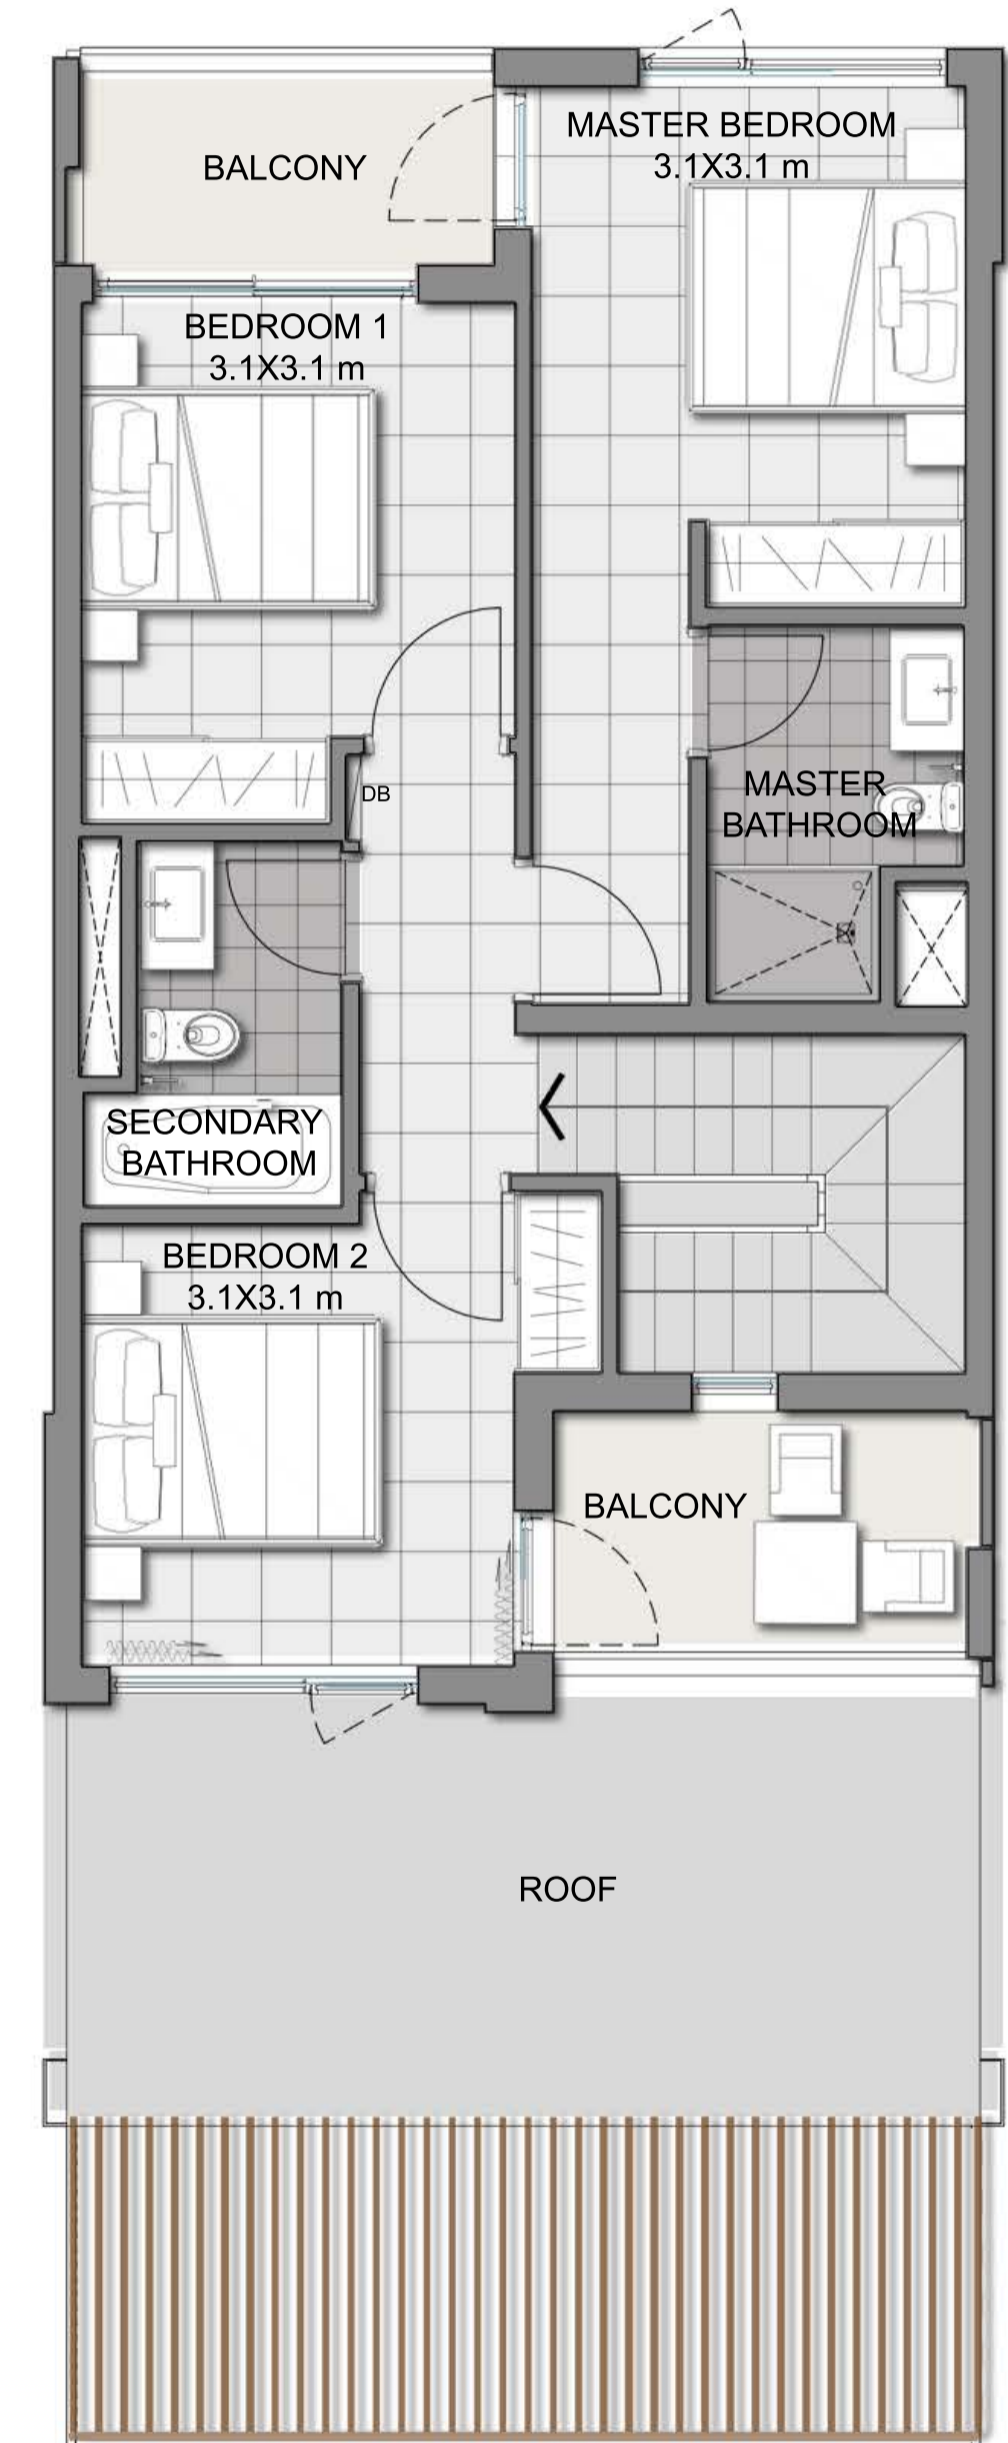 BALCONY
MASTER BEDROOM
3.1X3.1 m
BEDROOM 1
3.1X3.1 m
DB
MASTER
BATHROOM
SECONDARY
BATHROOM
BEDROOM 2
3.1X3.1 m
BALCONY
ROOF